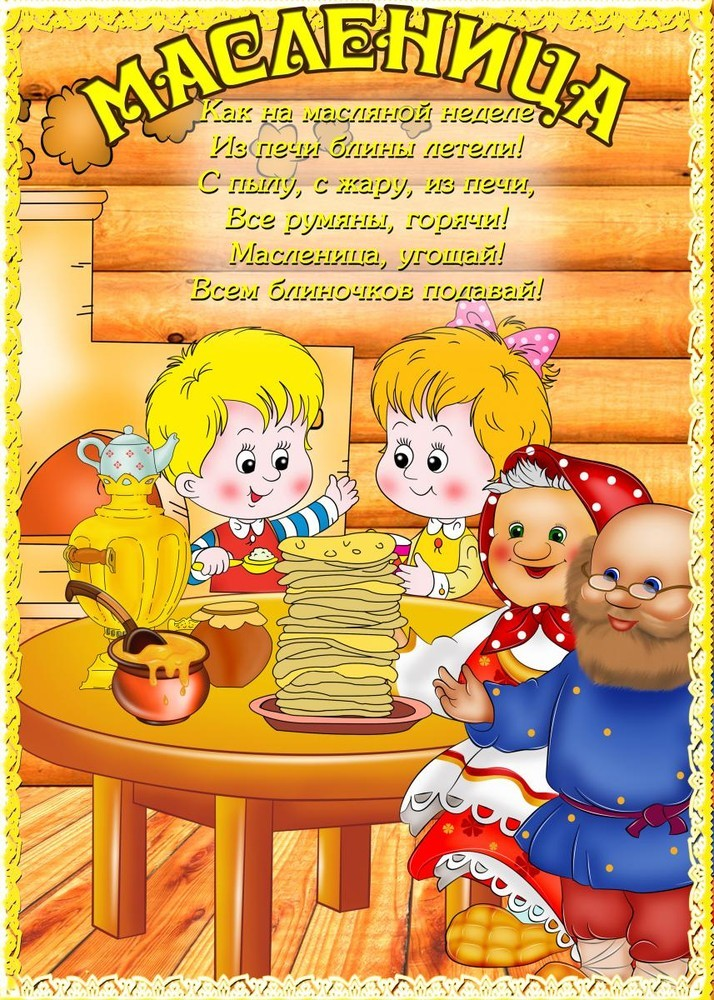 МАСЛЕНИЦА
Как на масляной неделе
Из печи блины летели!
С пылу, с жару, из печи,
Все румяны, горячи!
Масленица, угощай!
Всем блиночков подавай!